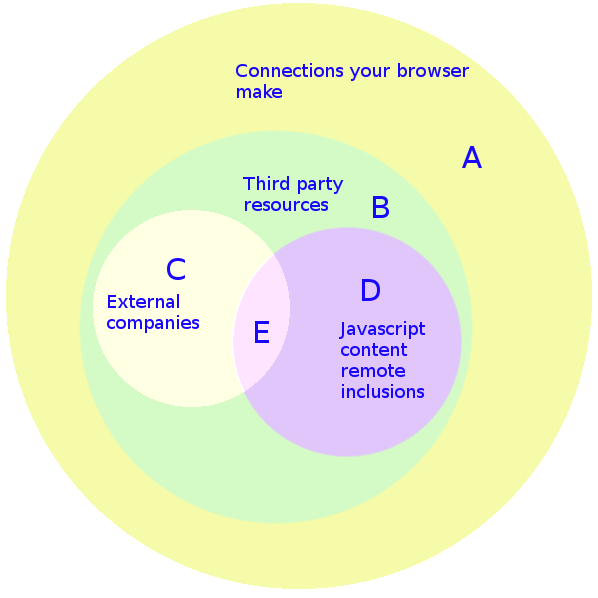 Connections your browser
make
A
Third party
resources
B
C
External
companies
D
E
Javascript
content
remote
inclusions